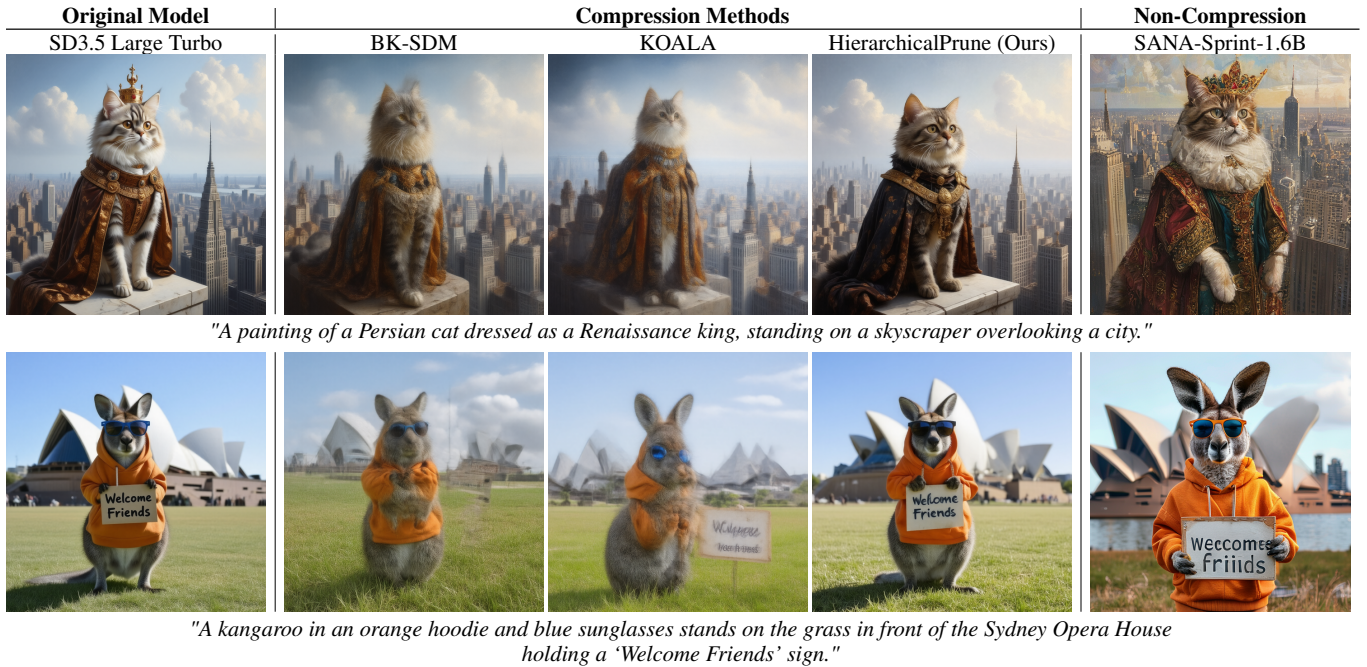 Original Model
Compression Methods
Non-Compression
SD3.5 Large Turbo
BK-SDM
KOALA
HierarchicalPrune (Ours)
SANA-Sprint-1.6B
"A painting of a Persian cat dressed as a Renaissance king, standing on a skyscraper overlooking a city."
Welcome
Friends
Welcome
Friends
Weccome
friiids
"A kangaroo in an orange hoodie and blue sunglasses stands on the grass in front of the Sydney Opera House
holding a ‘Welcome Friends’ sign."